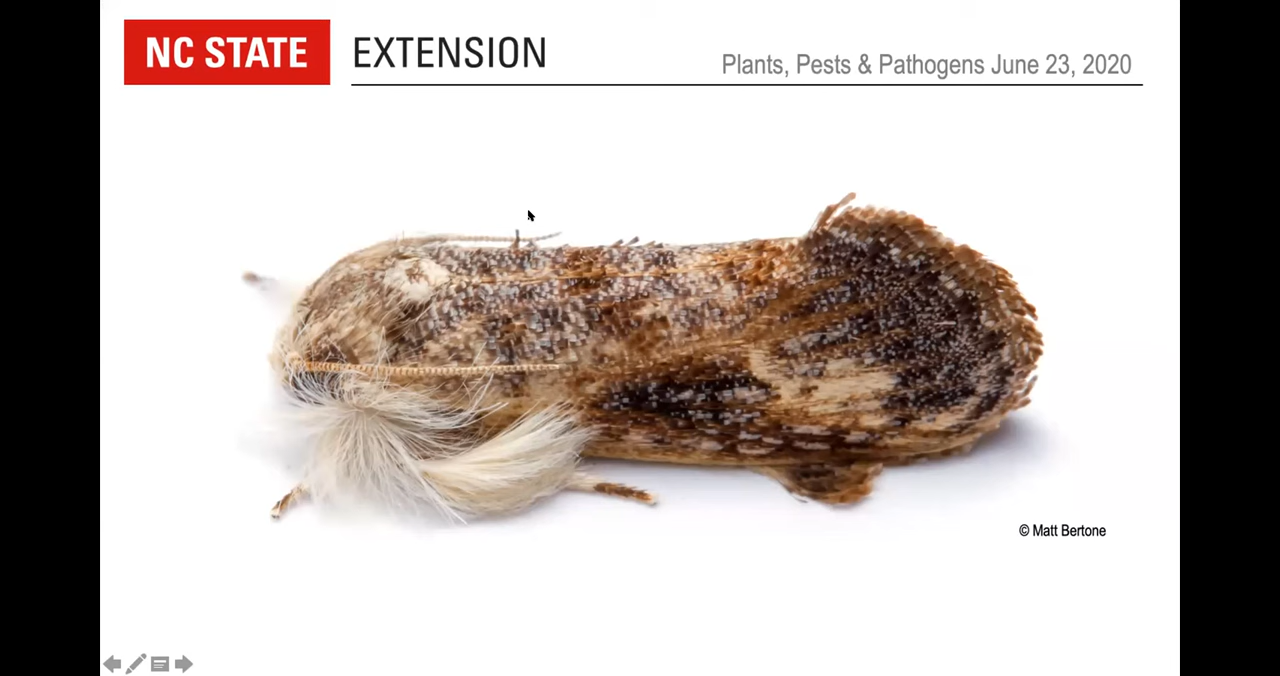 NC STATE EXTENSION
Plants, Pests & Pathogens June 23, 2020
© Matt Bertone